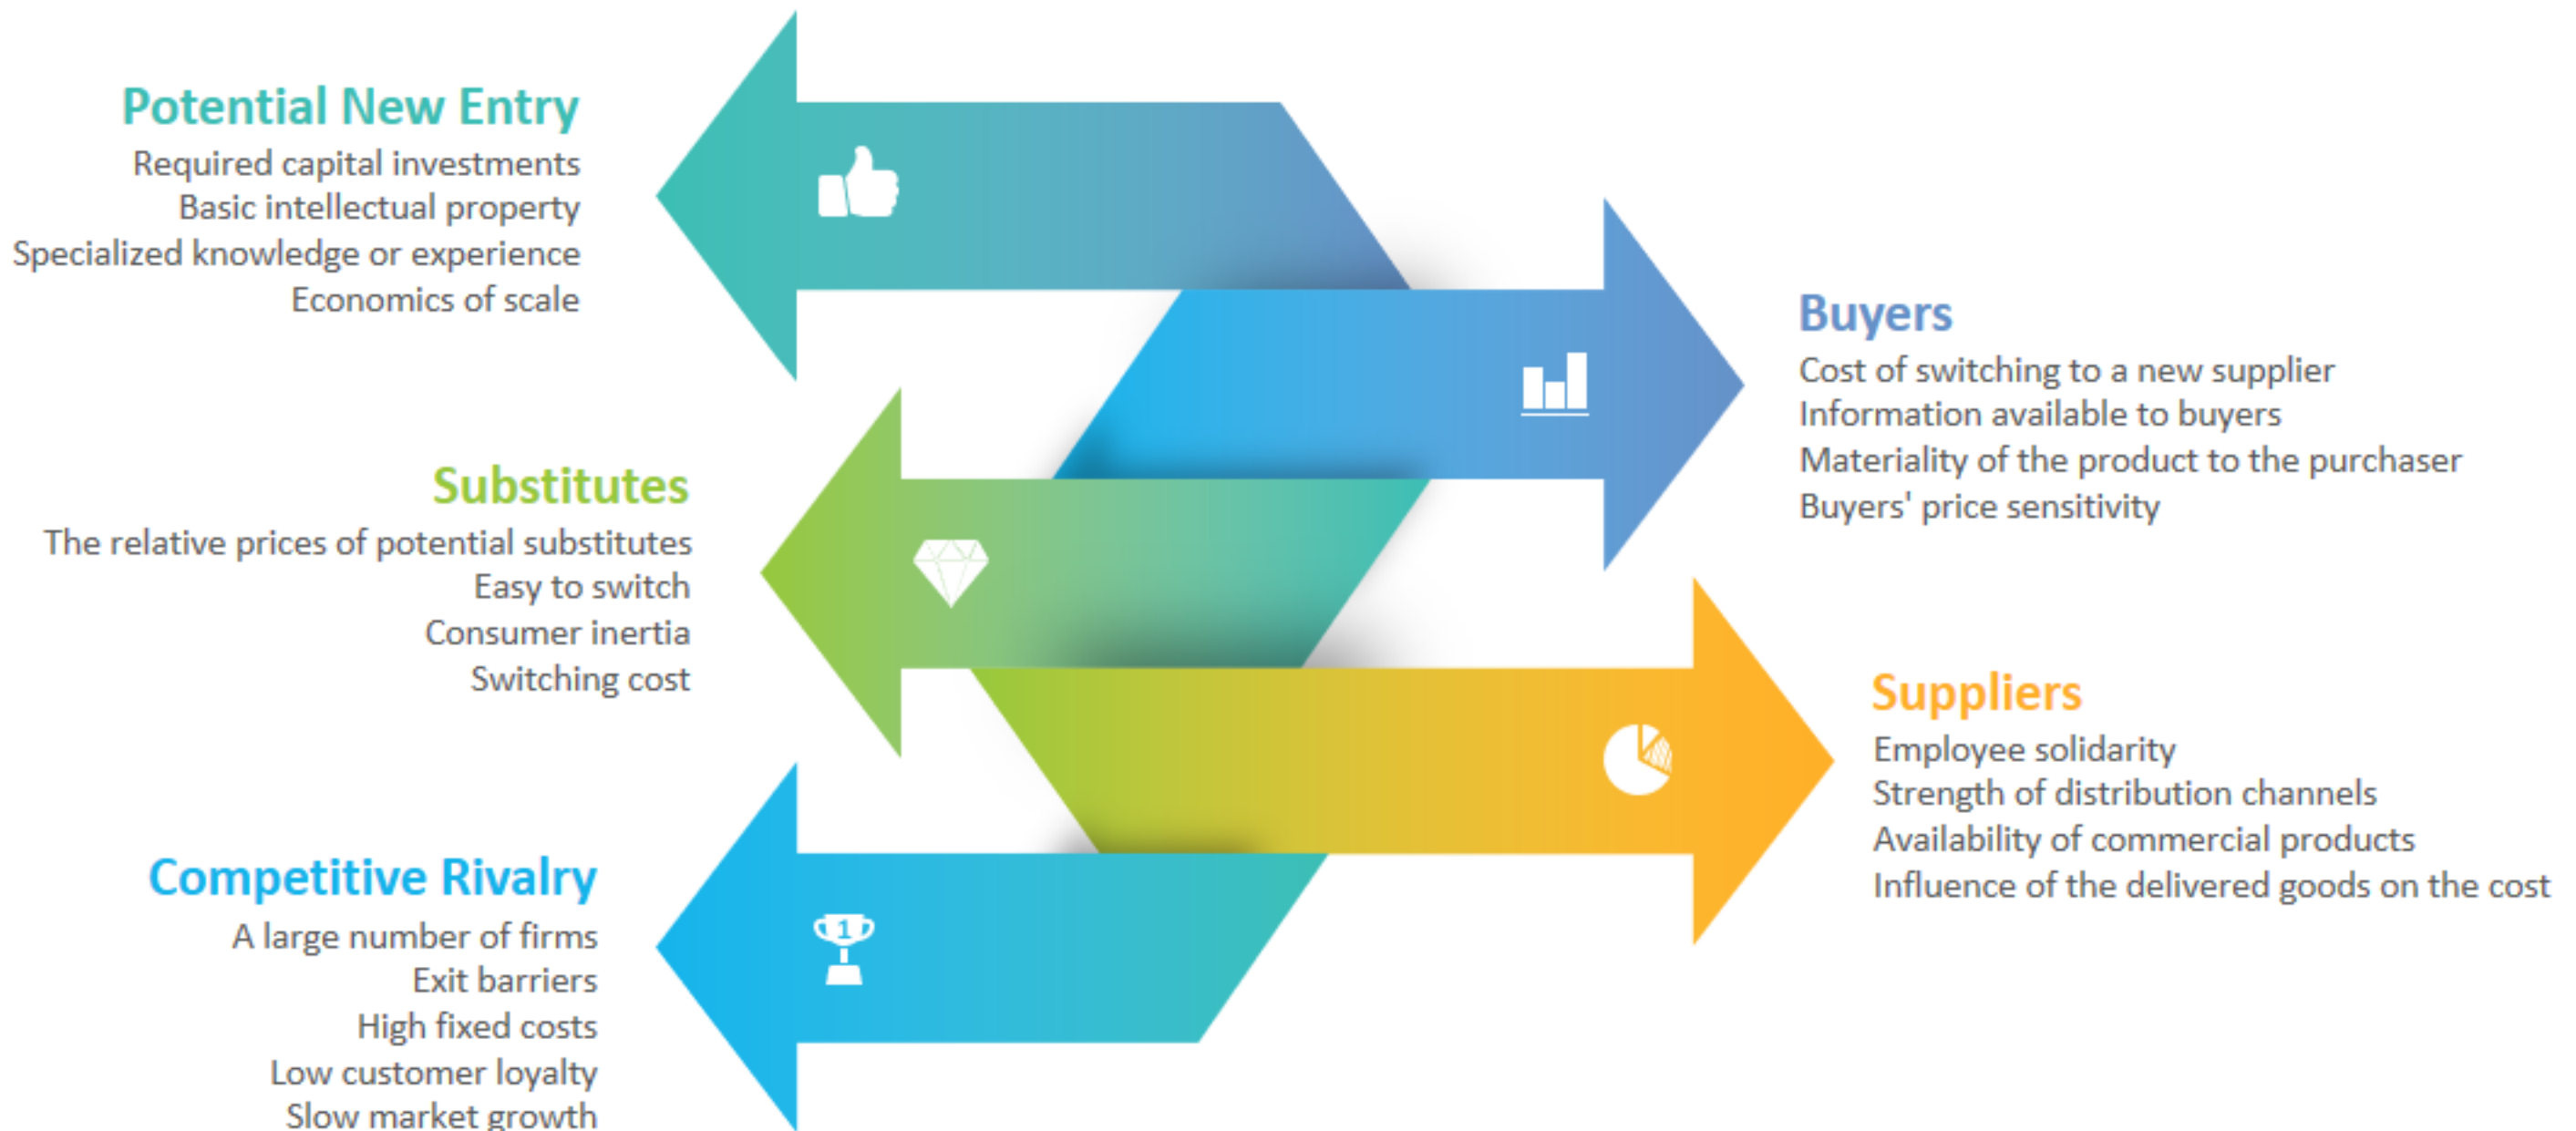 Potential New Entry
Required capital investments
Basic intellectual property
Specialized knowledge or experience
Economics of scale
Buyers
Cost of switching to a new supplier
Information available to buyers
Materiality of the product to the purchaser
Buyers' price sensitivity
Substitutes
The relative prices of potential substitutes
Easy to switch
Consumer inertia
Switching cost
Suppliers
Employee solidarity
Strength of distribution channels
Availability of commercial products
Influence of the delivered goods on the cost
Competitive Rivalry
A large number of firms
Exit barriers
High fixed costs
Low customer loyalty
Slow market growth
1